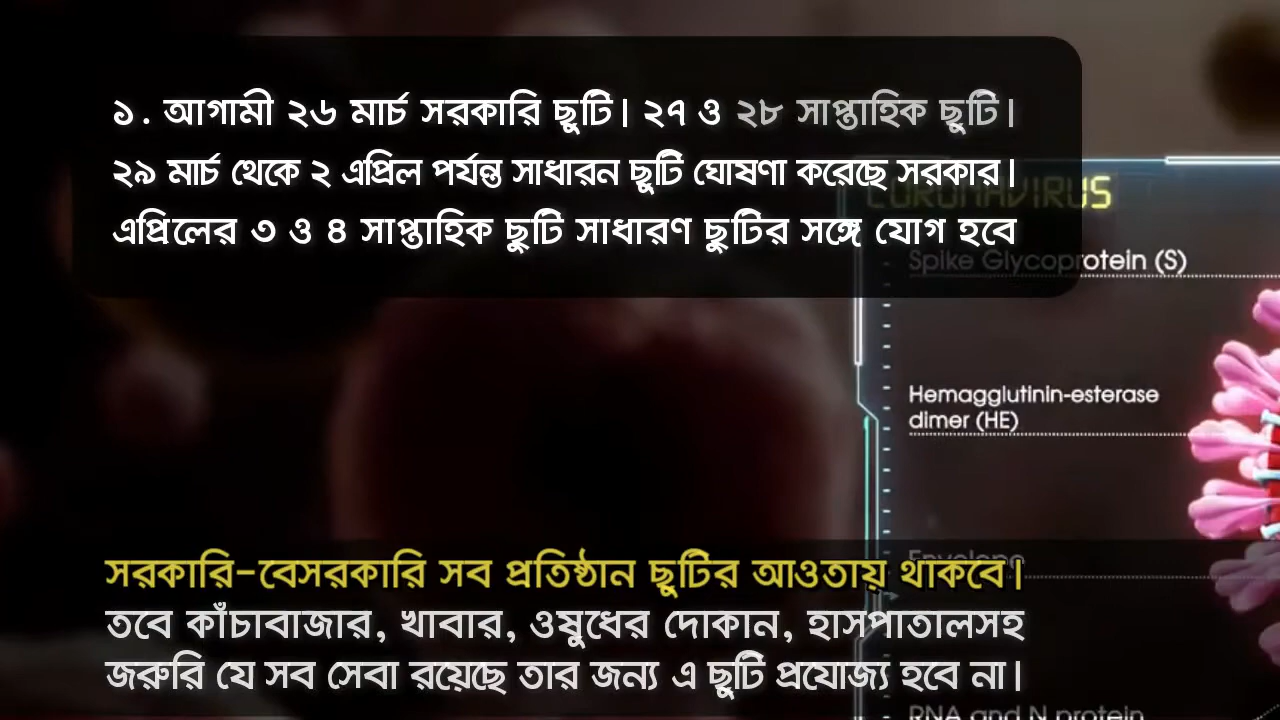 ১. আগামী ২৬ মার্চ সরকারি ছুটি। ২৭ ও ২৮ সাপ্তাহিক ছুটি।
২৯ মার্চ থেকে ২ এপ্রিল পর্যন্ত সাধারন ছুটি ঘোষণা করেছে সরকার।
এপ্রিলের ৩ ও ৪ সাপ্তাহিক ছুটি সাধারণ ছুটির সঙ্গে যোগ হবে
CORONAVIRUS
Spike Glycoprotein (S)
Hemagglutinin-esterase
dimer (HE)
Envelope
সরকারি-বেসরকারি সব প্রতিষ্ঠান ছুটির আওতায় থাকবে।
তবে কাঁচাবাজার, খাবার, ওষুধের দোকান, হাসপাতালসহ
জরুরি যে সব সেবা রয়েছে তার জন্য এ ছুটি প্রযোজ্য হবে না।
RNA and N protein